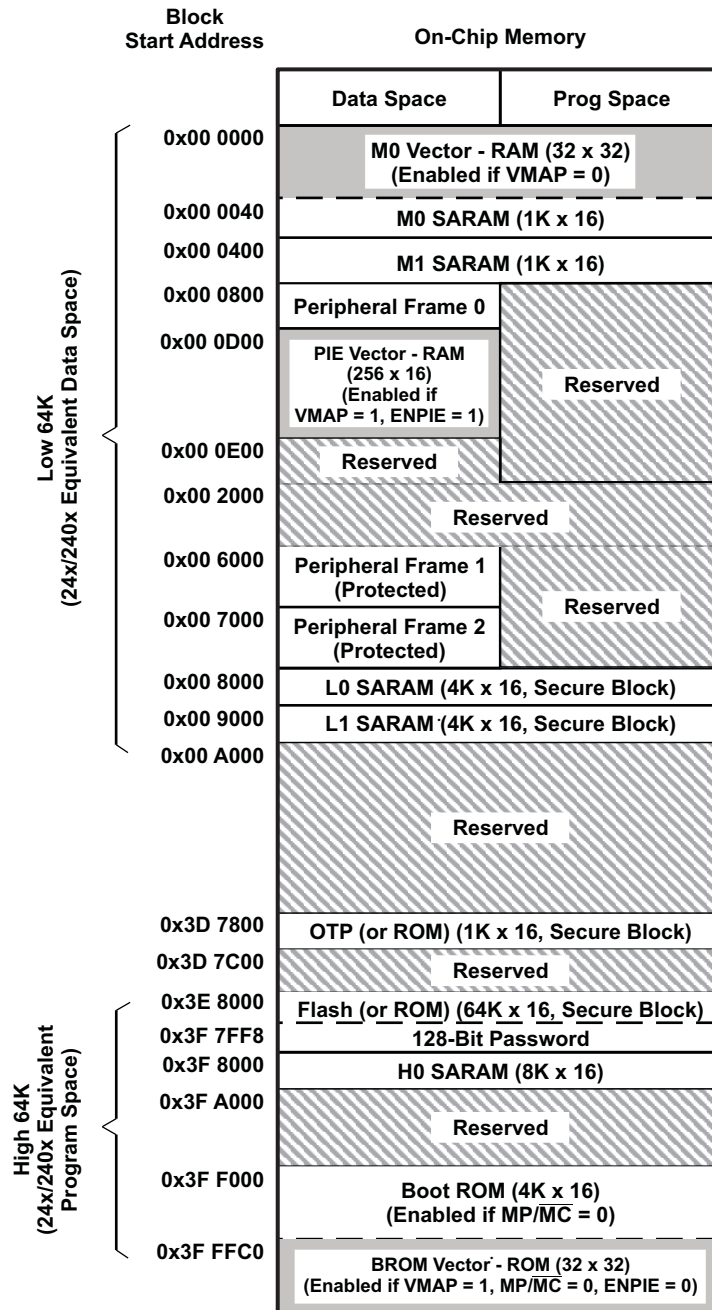 Block
Start Address
On-Chip Memory
Data Space
Prog Space
Low 64K
(24x/240x Equivalent Data Space)
0x00 0000
M0 Vector - RAM (32 x 32)
(Enabled if VMAP = 0)
0x00 0040
M0 SARAM (1K x 16)
0x00 0400
M1 SARAM (1K x 16)
0x00 0800
Peripheral Frame 0
0x00 0D00
PIE Vector - RAM
(256 x 16)
(Enabled if
VMAP = 1, ENPIE = 1)
Reserved
0x00 0E00
Reserved
0x00 2000
Reserved
0x00 6000
Peripheral Frame 1
(Protected)
Reserved
0x00 7000
Peripheral Frame 2
(Protected)
0x00 8000
L0 SARAM (4K x 16, Secure Block)
0x00 9000
L1 SARAM (4K x 16, Secure Block)
0x00 A000
Reserved
0x3D 7800
OTP (or ROM) (1K x 16, Secure Block)
0x3D 7C00
Reserved
High 64K
(24x/240x Equivalent
Program Space)
0x3E 8000
Flash (or ROM) (64K x 16, Secure Block)
0x3F 7FF8
128-Bit Password
0x3F 8000
H0 SARAM (8K x 16)
0x3F A000
Reserved
0x3F F000
Boot ROM (4K x 16)
(Enabled if MP/M̅C̅ = 0)
0x3F FFC0
BROM Vector - ROM (32 x 32)
(Enabled if VMAP = 1, MP/M̅C̅ = 0, ENPIE = 0)